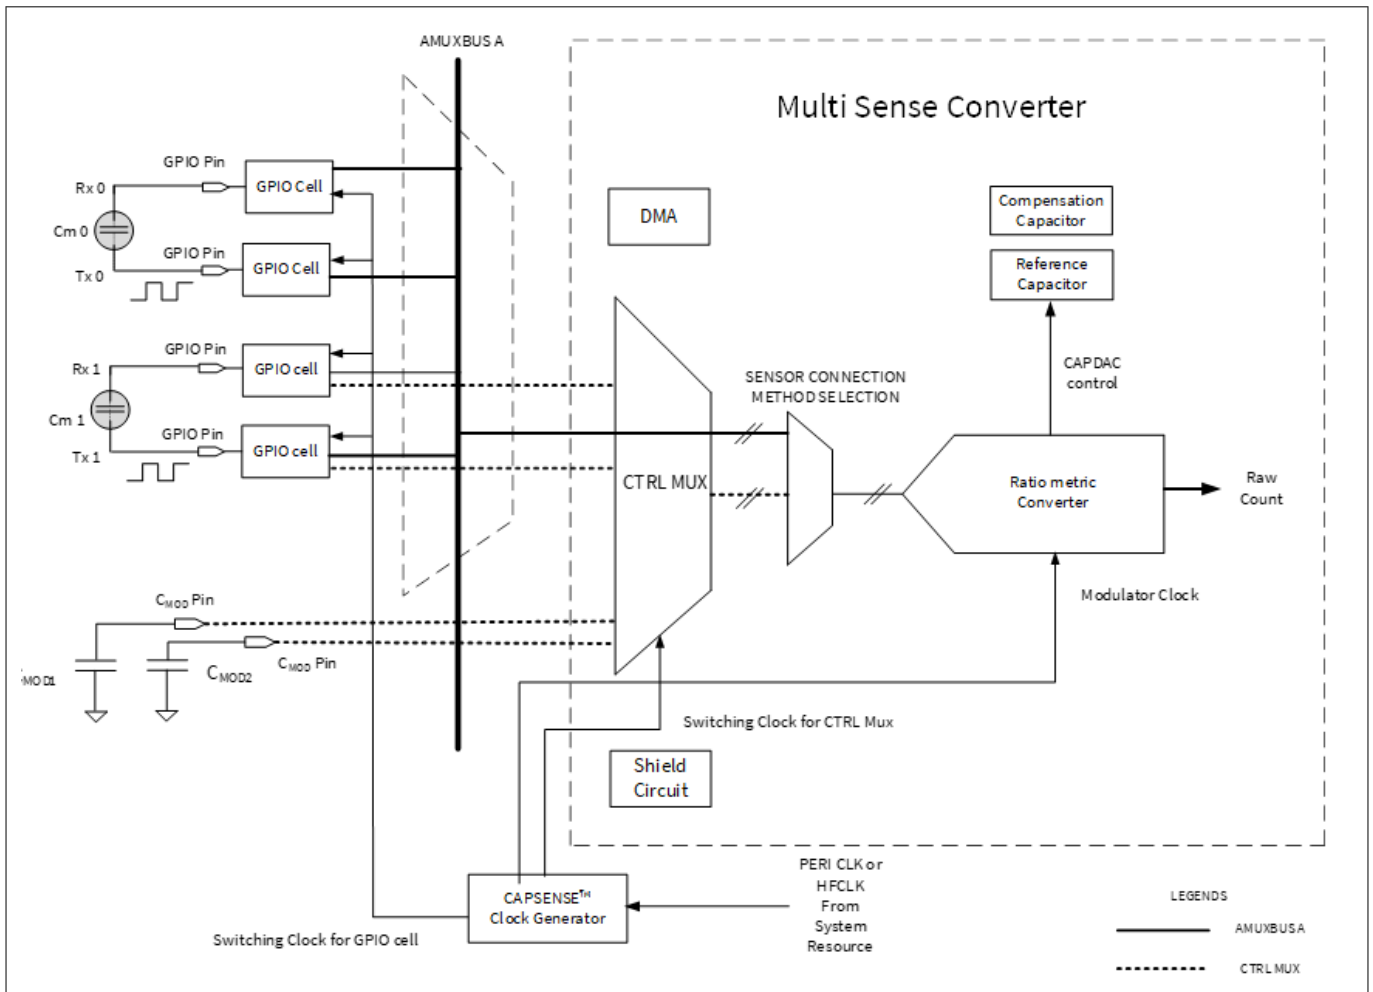 AMUXBUS A
Multi Sense Converter
GPIO Pin
Rx 0
GPIO Cell
Cm 0
GPIO Pin
Tx 0
GPIO Cell
DMA
Compensation
Capacitor
Reference
Capacitor
CAPDAC
control
GPIO Pin
Rx 1
GPIO cell
Cm 1
GPIO Pin
Tx 1
GPIO cell
SENSOR CONNECTION
METHOD SELECTION
CTRL MUX
Ratio metric
Converter
Raw
Count
Modulator Clock
CMOD Pin
CMOD Pin
MOD1
CMOD2
Switching Clock for CTRL Mux
Shield
Circuit
CAPSENSE™
Clock Generator
Switching Clock for GPIO cell
PERI CLK or
HFCLK
From
System
Resource
LEGENDS
AMUXBUS A
CTRL MUX